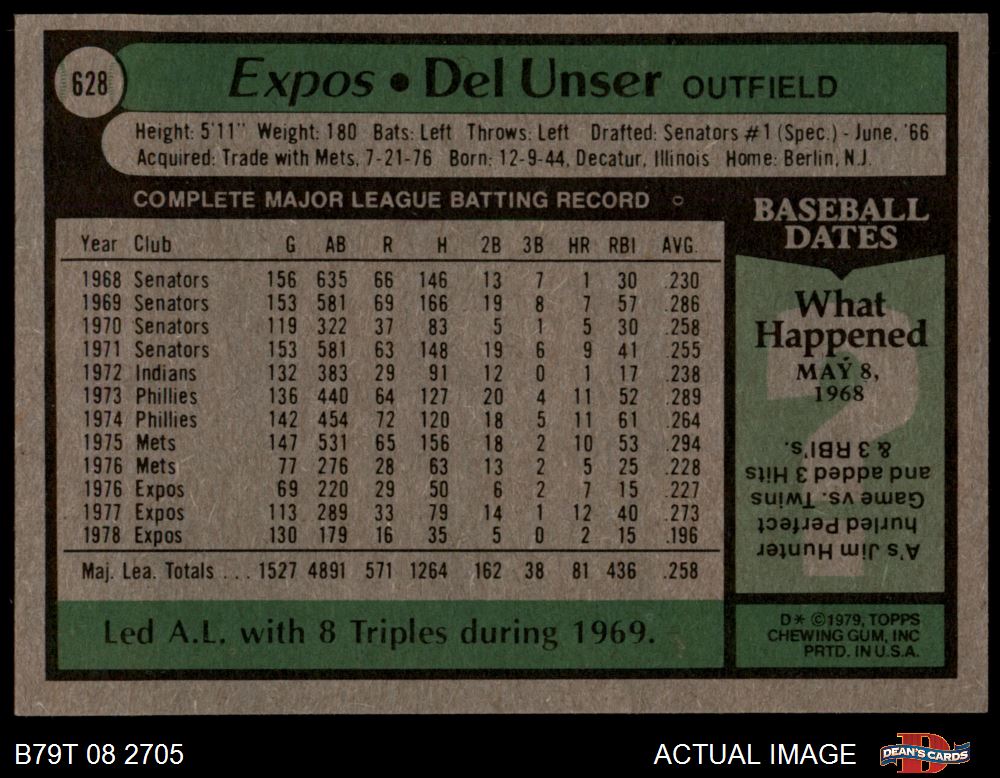 628
Expos • Del Unser OUTFIELD
Height: 5'11" Weight: 180 Bats: Left Throws: Left Drafted: Senators #1 (Spec.) - June, '66
Acquired: Trade with Mets, 7-21-76 Born: 12-9-44, Decatur, Illinois Home: Berlin, N.J.
COMPLETE MAJOR LEAGUE BATTING RECORD
Year Club G AB R H 2B 3B HR RBI AVG.
1968 Senators 156 635 66 146 13 7 1 30 .230
1969 Senators 153 581 69 166 19 8 7 57 .286
1970 Senators 119 322 37 83 5 1 5 30 .258
1971 Senators 153 581 63 148 19 6 9 41 .255
1972 Indians 132 383 29 91 12 0 1 17 .238
1973 Phillies 136 440 64 127 20 4 11 52 .289
1974 Phillies 142 454 72 120 18 5 11 61 .264
1975 Mets 147 531 65 156 18 2 10 53 .294
1976 Mets 77 276 28 63 13 2 5 25 .228
1976 Expos 69 220 29 50 6 2 7 15 .227
1977 Expos 113 289 33 79 14 1 12 40 .273
1978 Expos 130 179 16 35 5 0 2 15 .196
Maj. Lea. Totals ... 1527 4891 571 1264 162 38 81 436 .258
Led A.L. with 8 Triples during 1969.
BASEBALL
DATES
What
Happened
MAY 8,
1968
A's Jim Hunter
hurled Perfect
Game vs. Twins
and added 3 Hits
& 3 RBI's.
D* ©1979, TOPPS
CHEWING GUM, INC
PRTD. IN U.S.A.
B79T 08 2705
ACTUAL IMAGE
DEAN'S CARDS